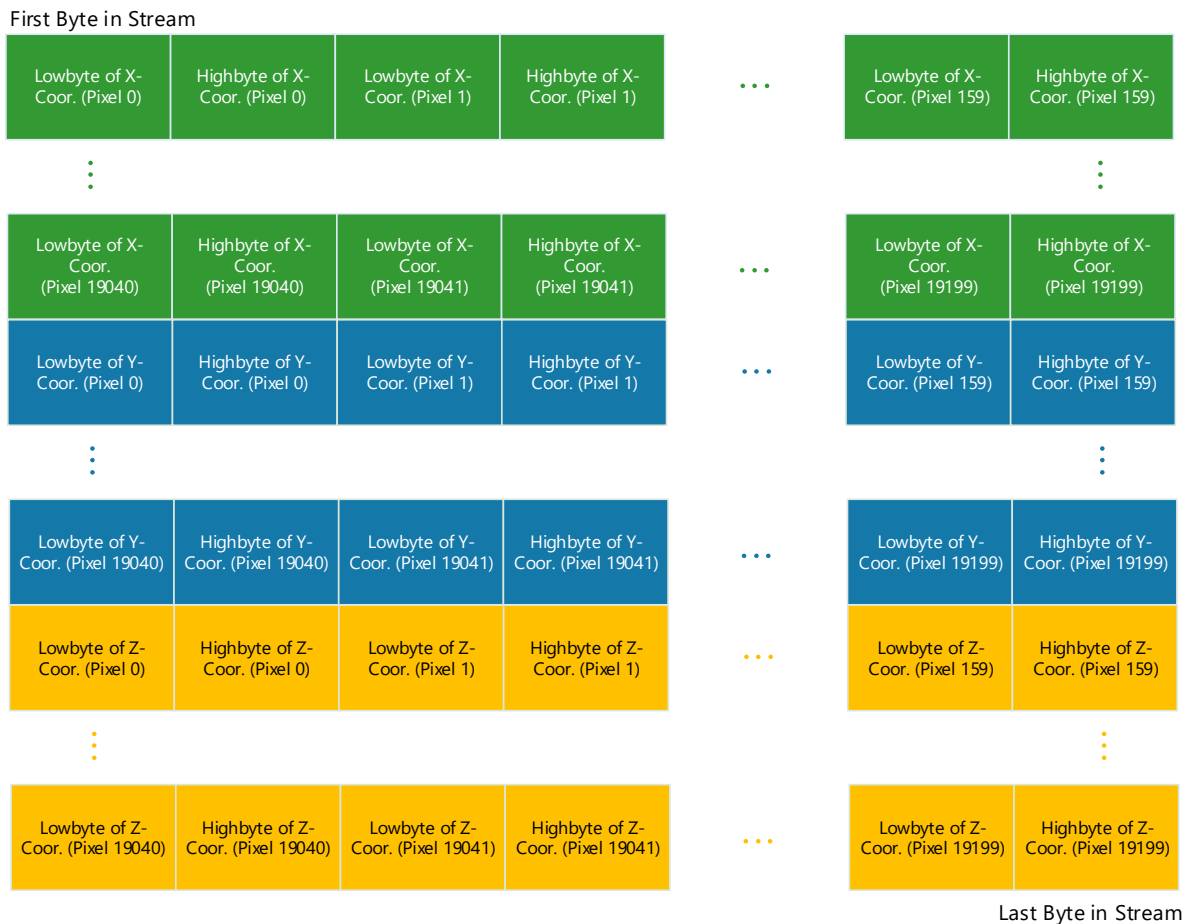 First Byte in Stream
Lowbyte of X-
Coor. (Pixel 0)
Highbyte of X-
Coor. (Pixel 0)
Lowbyte of X-
Coor. (Pixel 1)
Highbyte of X-
Coor. (Pixel 1)
...
Lowbyte of X-
Coor. (Pixel 159)
Highbyte of X-
Coor. (Pixel 159)
Lowbyte of X-
Coor.
(Pixel 19040)
Highbyte of X-
Coor.
(Pixel 19040)
Lowbyte of X-
Coor.
(Pixel 19041)
Highbyte of X-
Coor.
(Pixel 19041)
...
Lowbyte of X-
Coor.
(Pixel 19199)
Highbyte of X-
Coor.
(Pixel 19199)
Lowbyte of Y-
Coor. (Pixel 0)
Highbyte of Y-
Coor. (Pixel 0)
Lowbyte of Y-
Coor. (Pixel 1)
Highbyte of Y-
Coor. (Pixel 1)
...
Lowbyte of Y-
Coor. (Pixel 159)
Highbyte of Y-
Coor. (Pixel 159)
Lowbyte of Y-
Coor. (Pixel 19040)
Highbyte of Y-
Coor. (Pixel 19040)
Lowbyte of Y-
Coor. (Pixel 19041)
Highbyte of Y-
Coor. (Pixel 19041)
...
Lowbyte of Y-
Coor. (Pixel 19199)
Highbyte of Y-
Coor. (Pixel 19199)
Lowbyte of Z-
Coor. (Pixel 0)
Highbyte of Z-
Coor. (Pixel 0)
Lowbyte of Z-
Coor. (Pixel 1)
Highbyte of Z-
Coor. (Pixel 1)
...
Lowbyte of Z-
Coor. (Pixel 159)
Highbyte of Z-
Coor. (Pixel 159)
Lowbyte of Z-
Coor. (Pixel 19040)
Highbyte of Z-
Coor. (Pixel 19040)
Lowbyte of Z-
Coor. (Pixel 19041)
Highbyte of Z-
Coor. (Pixel 19041)
...
Lowbyte of Z-
Coor. (Pixel 19199)
Highbyte of Z-
Coor. (Pixel 19199)
Last Byte in Stream